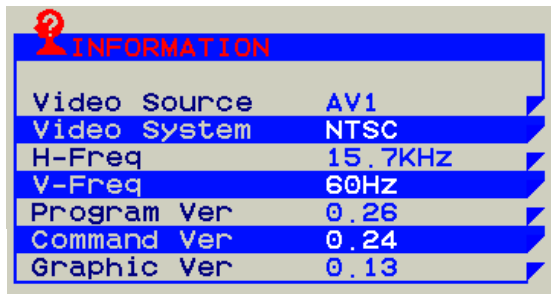 INFORMATION
Video Source AV1
Video System NTSC
H-Freq 15.7KHz
V-Freq 60Hz
Program Ver 0.26
Command Ver 0.24
Graphic Ver 0.13